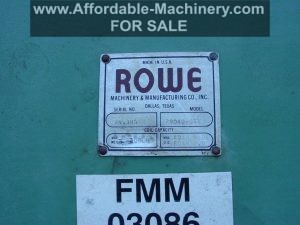 www.Affordable-Machinery.com
FOR SALE
MADE IN U.S.A.
ROWE
MACHINERY & MANUFACTURING CO., INC.
DALLAS, TEXAS
SERIAL NO. MODEL
COIL CAPACITY
FMM
03086